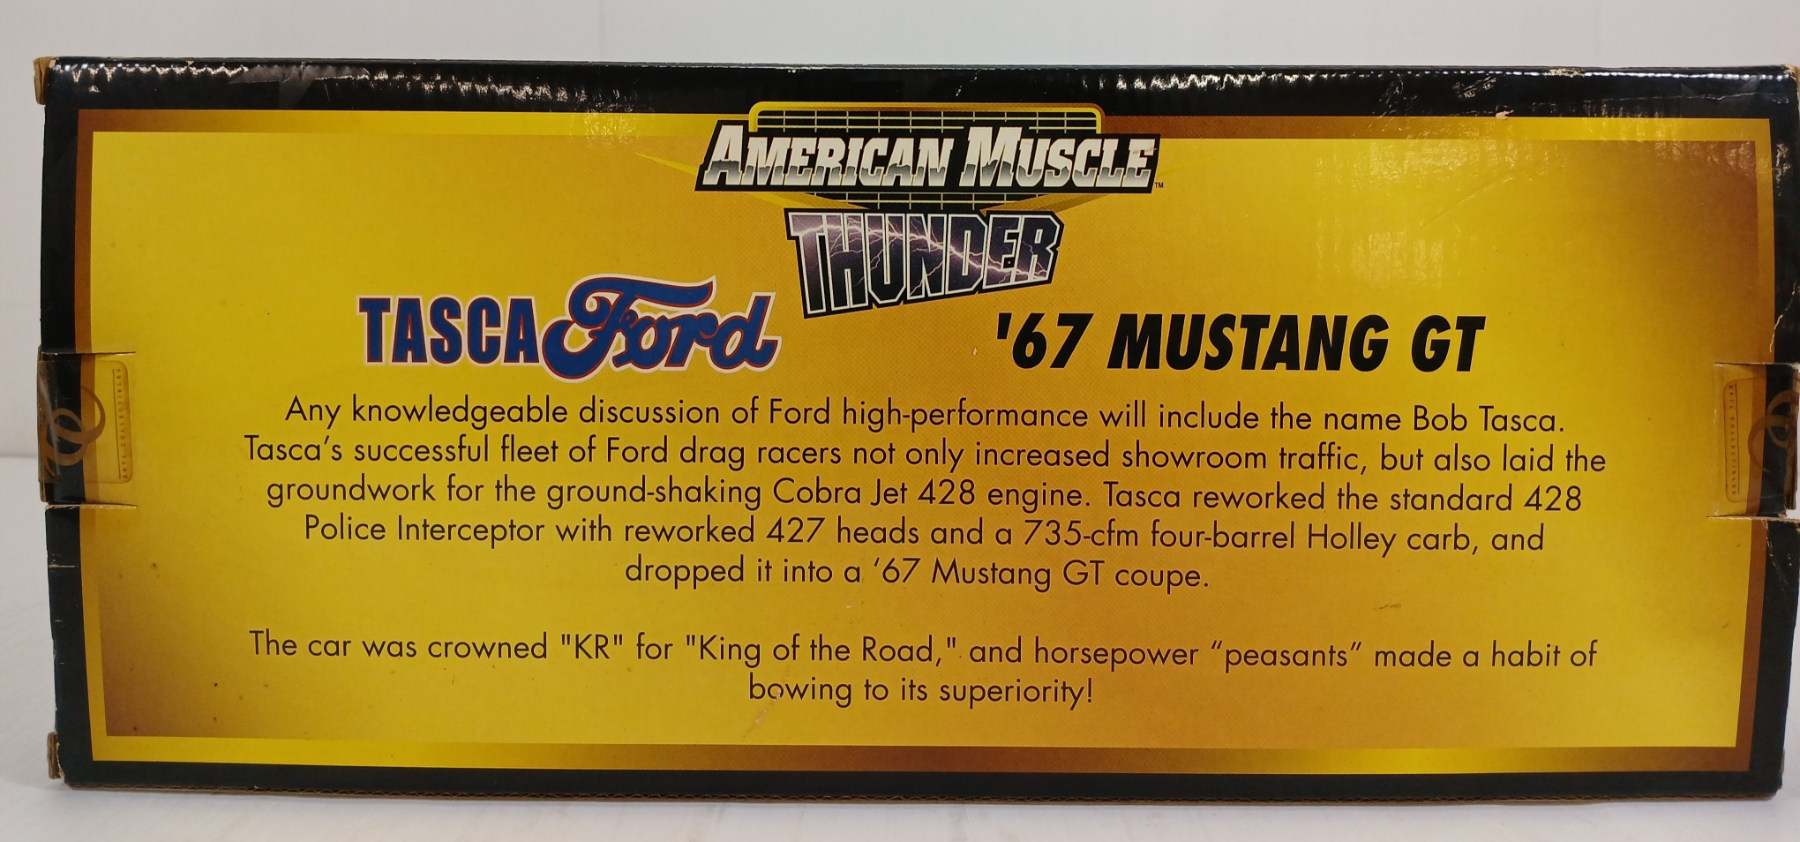 AMERICAN MUSCLE™
THUNDER
TASCA Ford
'67 MUSTANG GT
Any knowledgeable discussion of Ford high-performance will include the name Bob Tasca.
Tasca's successful fleet of Ford drag racers not only increased showroom traffic, but also laid the
groundwork for the ground-shaking Cobra Jet 428 engine. Tasca reworked the standard 428
Police Interceptor with reworked 427 heads and a 735-cfm four-barrel Holley carb, and
dropped it into a '67 Mustang GT coupe.
The car was crowned "KR" for "King of the Road," and horsepower “peasants” made a habit of
bowing to its superiority!